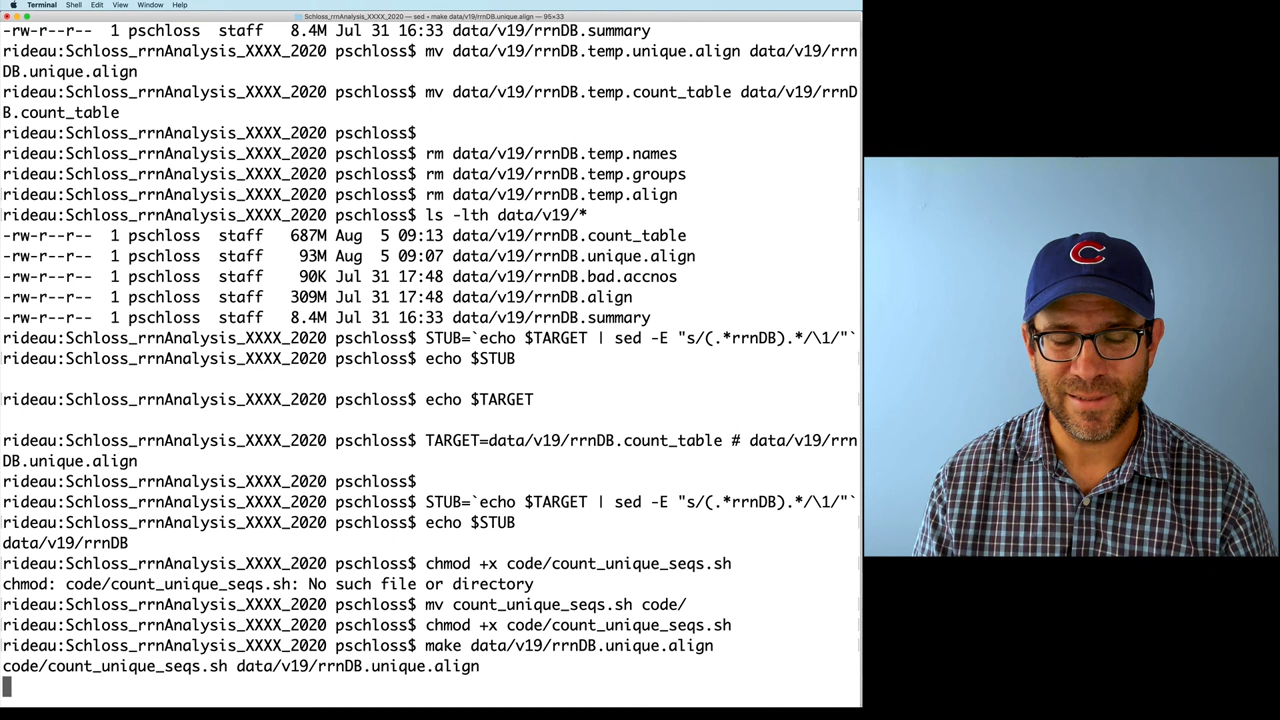 Terminal Shell Edit View Window Help
Schloss_rrnAnalysis_XXXX_2020 — sed ◂ make data/v19/rrnDB.unique.align — 95×33
-rw-r--r-- 1 pschloss staff 8.4M Jul 31 16:33 data/v19/rrnDB.summary
rideau:Schloss_rrnAnalysis_XXXX_2020 pschloss$ mv data/v19/rrnDB.temp.unique.align data/v19/rrn
DB.unique.align
rideau:Schloss_rrnAnalysis_XXXX_2020 pschloss$ mv data/v19/rrnDB.temp.count_table data/v19/rrnD
B.count_table
rideau:Schloss_rrnAnalysis_XXXX_2020 pschloss$
rideau:Schloss_rrnAnalysis_XXXX_2020 pschloss$ rm data/v19/rrnDB.temp.names
rideau:Schloss_rrnAnalysis_XXXX_2020 pschloss$ rm data/v19/rrnDB.temp.groups
rideau:Schloss_rrnAnalysis_XXXX_2020 pschloss$ rm data/v19/rrnDB.temp.align
rideau:Schloss_rrnAnalysis_XXXX_2020 pschloss$ ls -lth data/v19/*
-rw-r--r-- 1 pschloss staff 687M Aug 5 09:13 data/v19/rrnDB.count_table
-rw-r--r-- 1 pschloss staff 93M Aug 5 09:07 data/v19/rrnDB.unique.align
-rw-r--r-- 1 pschloss staff 90K Jul 31 17:48 data/v19/rrnDB.bad.accnos
-rw-r--r-- 1 pschloss staff 309M Jul 31 17:48 data/v19/rrnDB.align
-rw-r--r-- 1 pschloss staff 8.4M Jul 31 16:33 data/v19/rrnDB.summary
rideau:Schloss_rrnAnalysis_XXXX_2020 pschloss$ STUB=`echo $TARGET | sed -E "s/(.*rrnDB).*/\1/"`
rideau:Schloss_rrnAnalysis_XXXX_2020 pschloss$ echo $STUB
rideau:Schloss_rrnAnalysis_XXXX_2020 pschloss$ echo $TARGET
rideau:Schloss_rrnAnalysis_XXXX_2020 pschloss$ TARGET=data/v19/rrnDB.count_table # data/v19/rrn
DB.unique.align
rideau:Schloss_rrnAnalysis_XXXX_2020 pschloss$
rideau:Schloss_rrnAnalysis_XXXX_2020 pschloss$ STUB=`echo $TARGET | sed -E "s/(.*rrnDB).*/\1/"`
rideau:Schloss_rrnAnalysis_XXXX_2020 pschloss$ echo $STUB
data/v19/rrnDB
rideau:Schloss_rrnAnalysis_XXXX_2020 pschloss$ chmod +x code/count_unique_seqs.sh
chmod: code/count_unique_seqs.sh: No such file or directory
rideau:Schloss_rrnAnalysis_XXXX_2020 pschloss$ mv count_unique_seqs.sh code/
rideau:Schloss_rrnAnalysis_XXXX_2020 pschloss$ chmod +x code/count_unique_seqs.sh
rideau:Schloss_rrnAnalysis_XXXX_2020 pschloss$ make data/v19/rrnDB.unique.align
code/count_unique_seqs.sh data/v19/rrnDB.unique.align
C